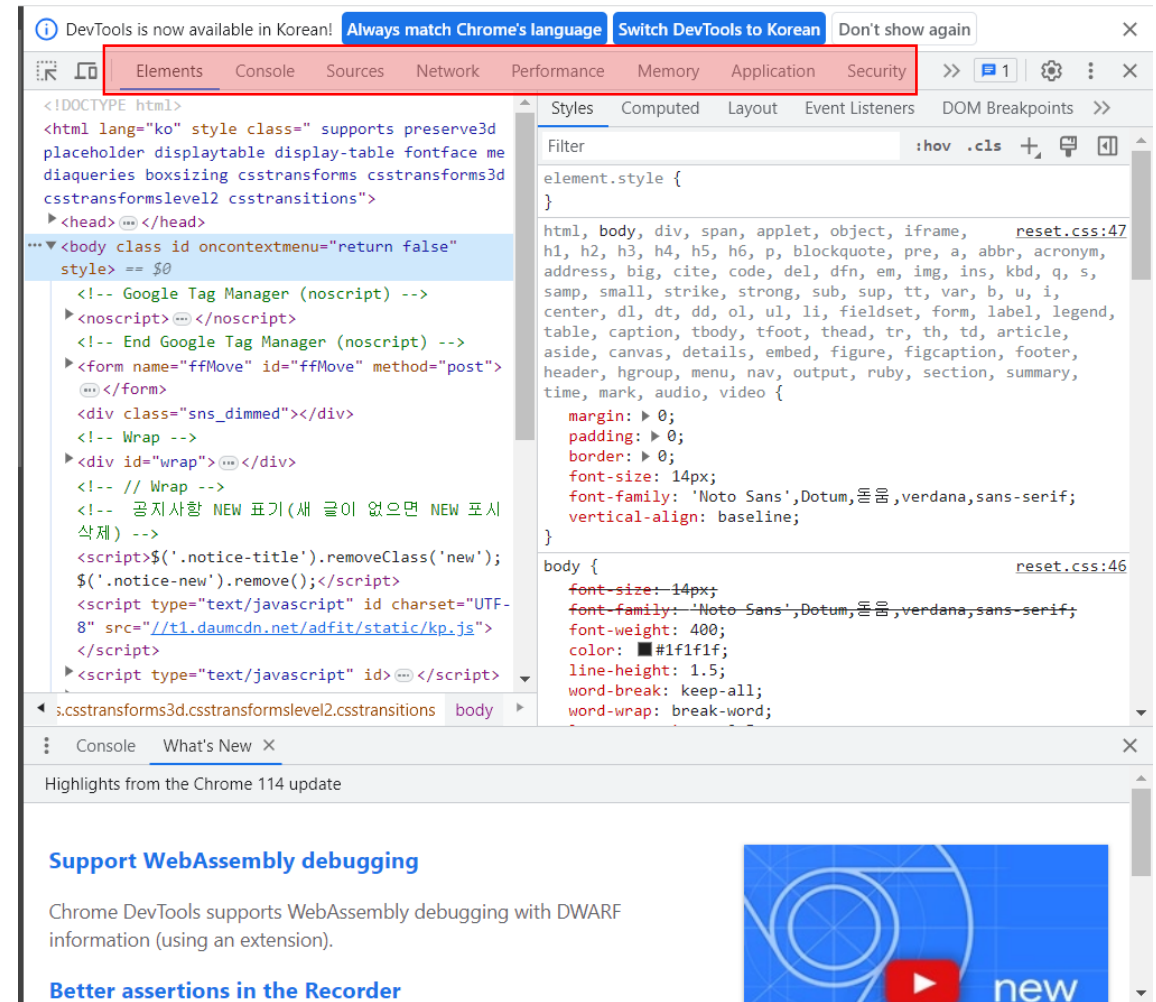 DevTools is now available in Korean! Always match Chrome's language Switch DevTools to Korean Don't show again
Elements Console Sources Network Performance Memory Application Security 1
<!DOCTYPE html>
<html lang="ko" style class=" supports preserve3d
placeholder displaytable display-table fontface me
diaqueries boxsizing csstransforms csstransforms3d
csstransformslevel2 csstransitions">
<head> </head>
<body class id oncontextmenu="return false"
style> == $0
<!-- Google Tag Manager (noscript) -->
<noscript> </noscript>
<!-- End Google Tag Manager (noscript) -->
<form name="ffMove" id="ffMove" method="post">
</form>
<div class="sns_dimmed"></div>
<!-- Wrap -->
<div id="wrap"> </div>
<!-- // Wrap -->
<!-- 공지사항 NEW 표기(새 글이 없으면 NEW 포시
삭제) -->
<script>$('.notice-title').removeClass('new');
$('.notice-new').remove();</script>
<script type="text/javascript" id charset="UTF-
8" src="//t1.daumcdn.net/adfit/static/kp.js">
</script>
<script type="text/javascript" id> </script>
s.csstransforms3d.csstransformslevel2.csstransitions body
Styles Computed Layout Event Listeners DOM Breakpoints
Filter :hov .cls
element.style {
}
html, body, div, span, applet, object, iframe, reset.css:47
h1, h2, h3, h4, h5, h6, p, blockquote, pre, a, abbr, acronym,
address, big, cite, code, del, dfn, em, img, ins, kbd, q, s,
samp, small, strike, strong, sub, sup, tt, var, b, u, i,
center, dl, dt, dd, ol, ul, li, fieldset, form, label, legend,
table, caption, tbody, tfoot, thead, tr, th, td, article,
aside, canvas, details, embed, figure, figcaption, footer,
header, hgroup, menu, nav, output, ruby, section, summary,
time, mark, audio, video {
margin: 0;
padding: 0;
border: 0;
font-size: 14px;
font-family: 'Noto Sans',Dotum,돋움,verdana,sans-serif;
vertical-align: baseline;
}
body { reset.css:46
font-size: 14px;
font-family: 'Noto Sans',Dotum,돋움,verdana,sans-serif;
font-weight: 400;
color: #1f1f1f;
line-height: 1.5;
word-break: keep-all;
word-wrap: break-word;
Console What's New
Highlights from the Chrome 114 update
Support WebAssembly debugging
Chrome DevTools supports WebAssembly debugging with DWARF
information (using an extension).
Better assertions in the Recorder
new